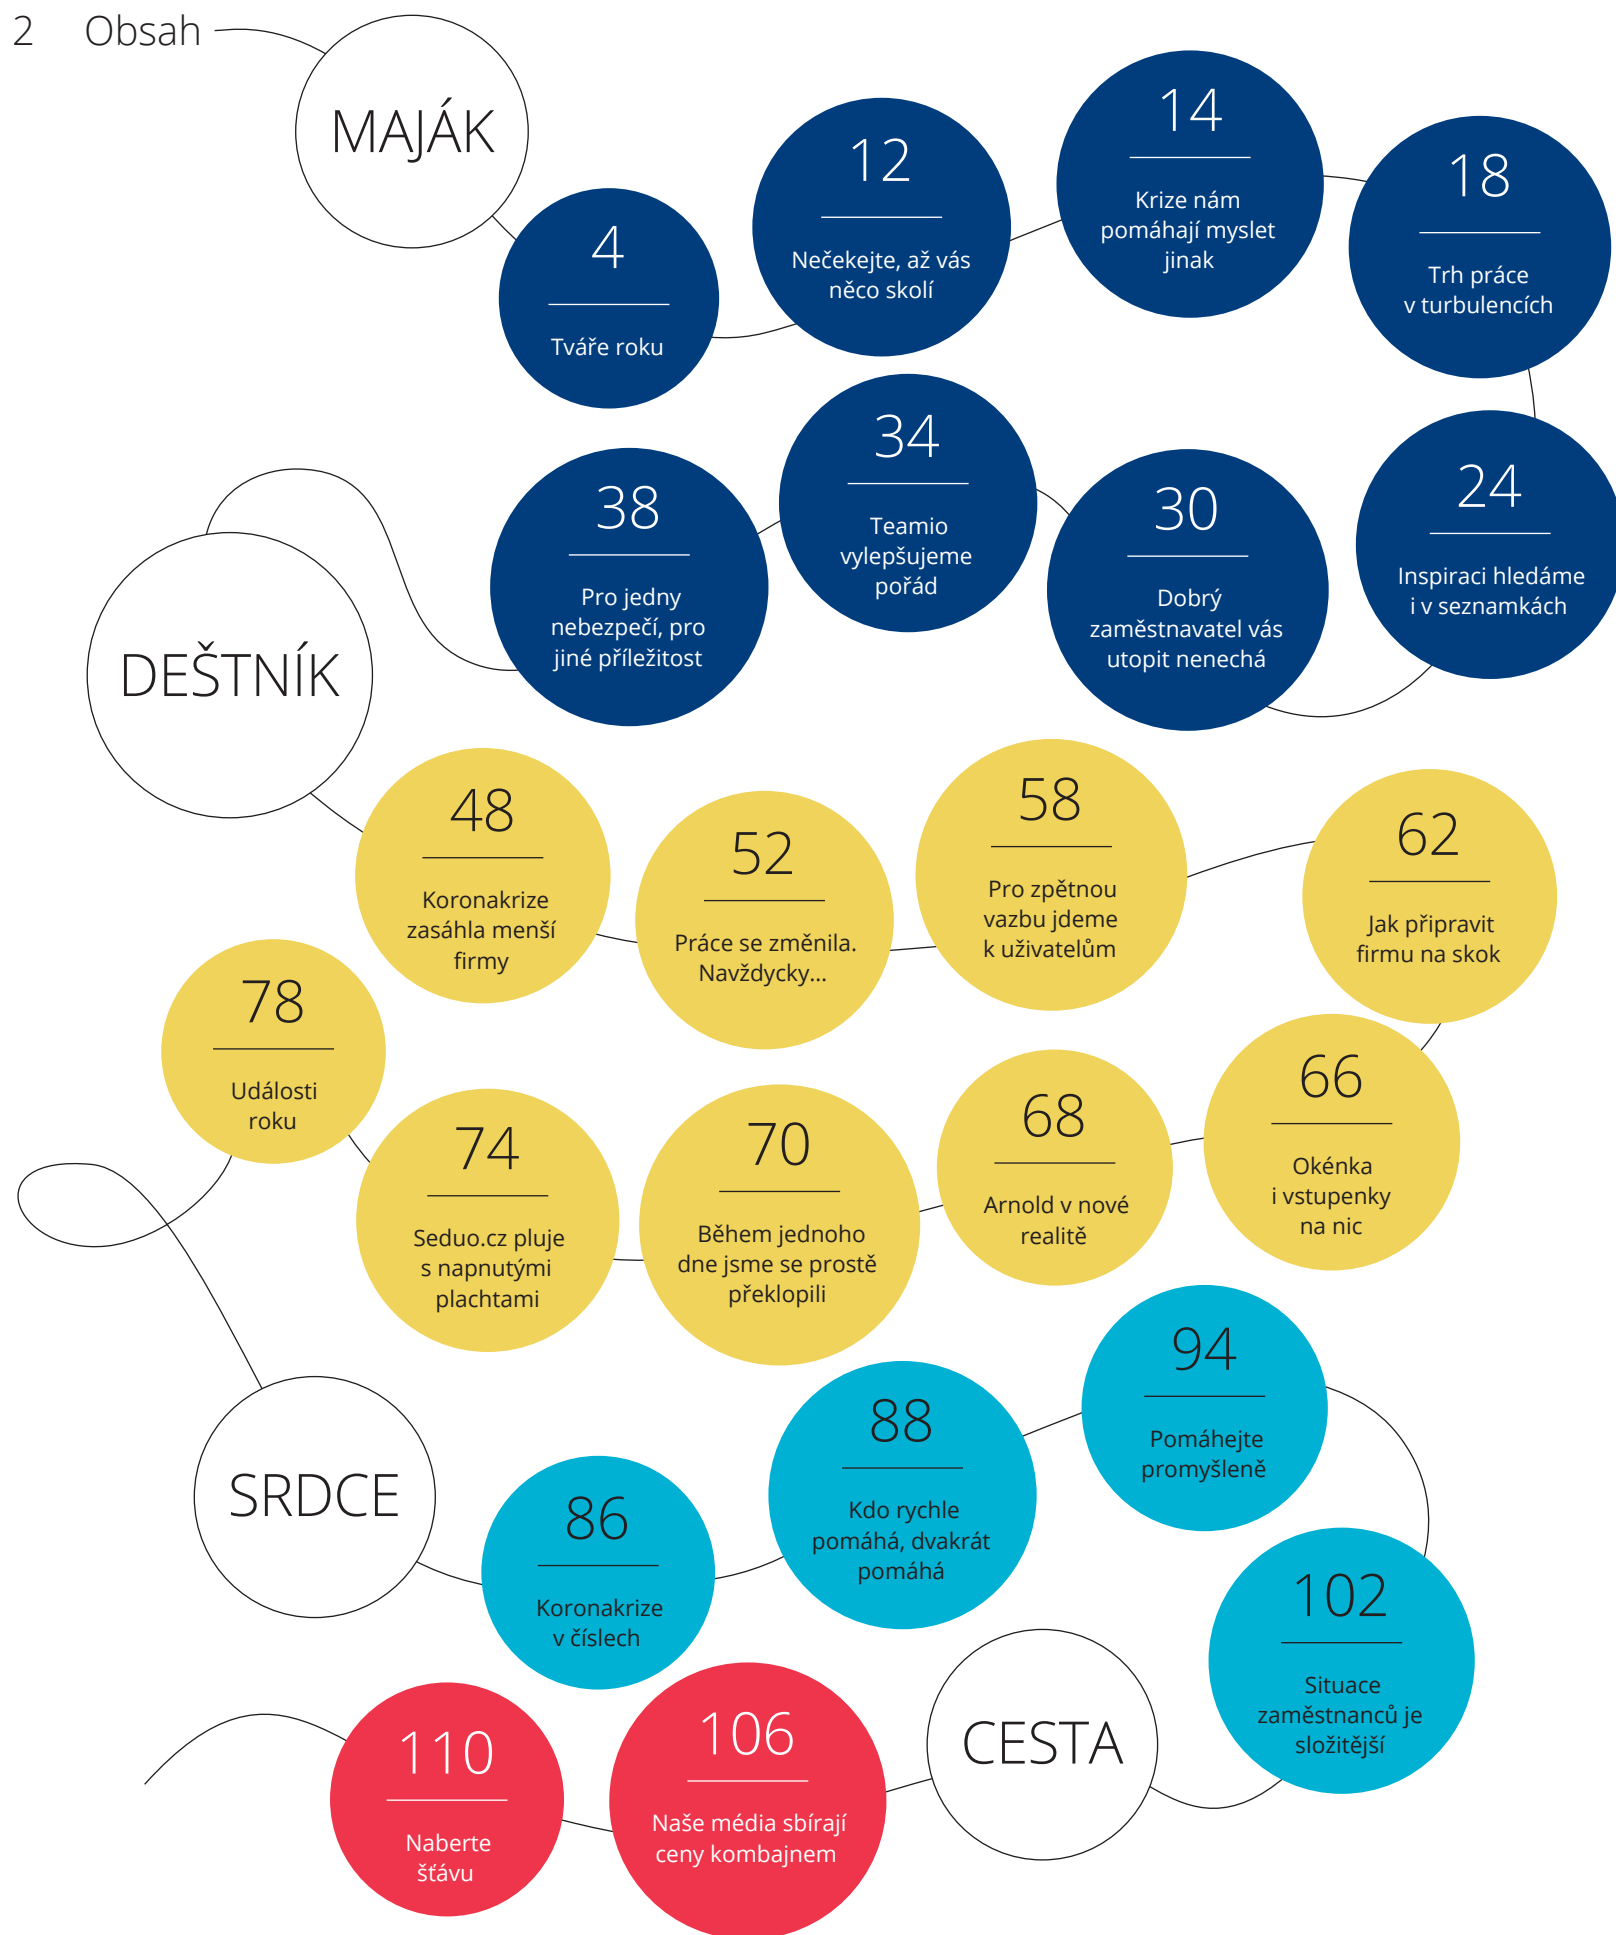 2 Obsah
MAJÁK
4
Tváře roku
12
Nečekejte, až vás
něco skolí
14
Krize nám
pomáhají myslet
jinak
18
Trh práce
v turbulencích
24
Inspiraci hledáme
i v seznamkách
30
Dobrý
zaměstnavatel vás
utopit nenechá
34
Teamio
vylepšujeme
pořád
38
Pro jedny
nebezpečí, pro
jiné příležitost
DEŠTNÍK
48
Koronakrize
zasáhla menší
firmy
52
Práce se změnila.
Navždycky...
58
Pro zpětnou
vazbu jdeme
k uživatelům
62
Jak připravit
firmu na skok
66
Okénka
i vstupenky
na nic
68
Arnold v nové
realitě
70
Během jednoho
dne jsme se prostě
překlopili
74
Seduo.cz pluje
s napnutými
plachtami
78
Události
roku
SRDCE
86
Koronakrize
v číslech
88
Kdo rychle
pomáhá, dvakrát
pomáhá
94
Pomáhejte
promyšleně
102
Situace
zaměstnanců je
složitější
CESTA
106
Naše média sbírají
ceny kombajnem
110
Naberte
šťávu